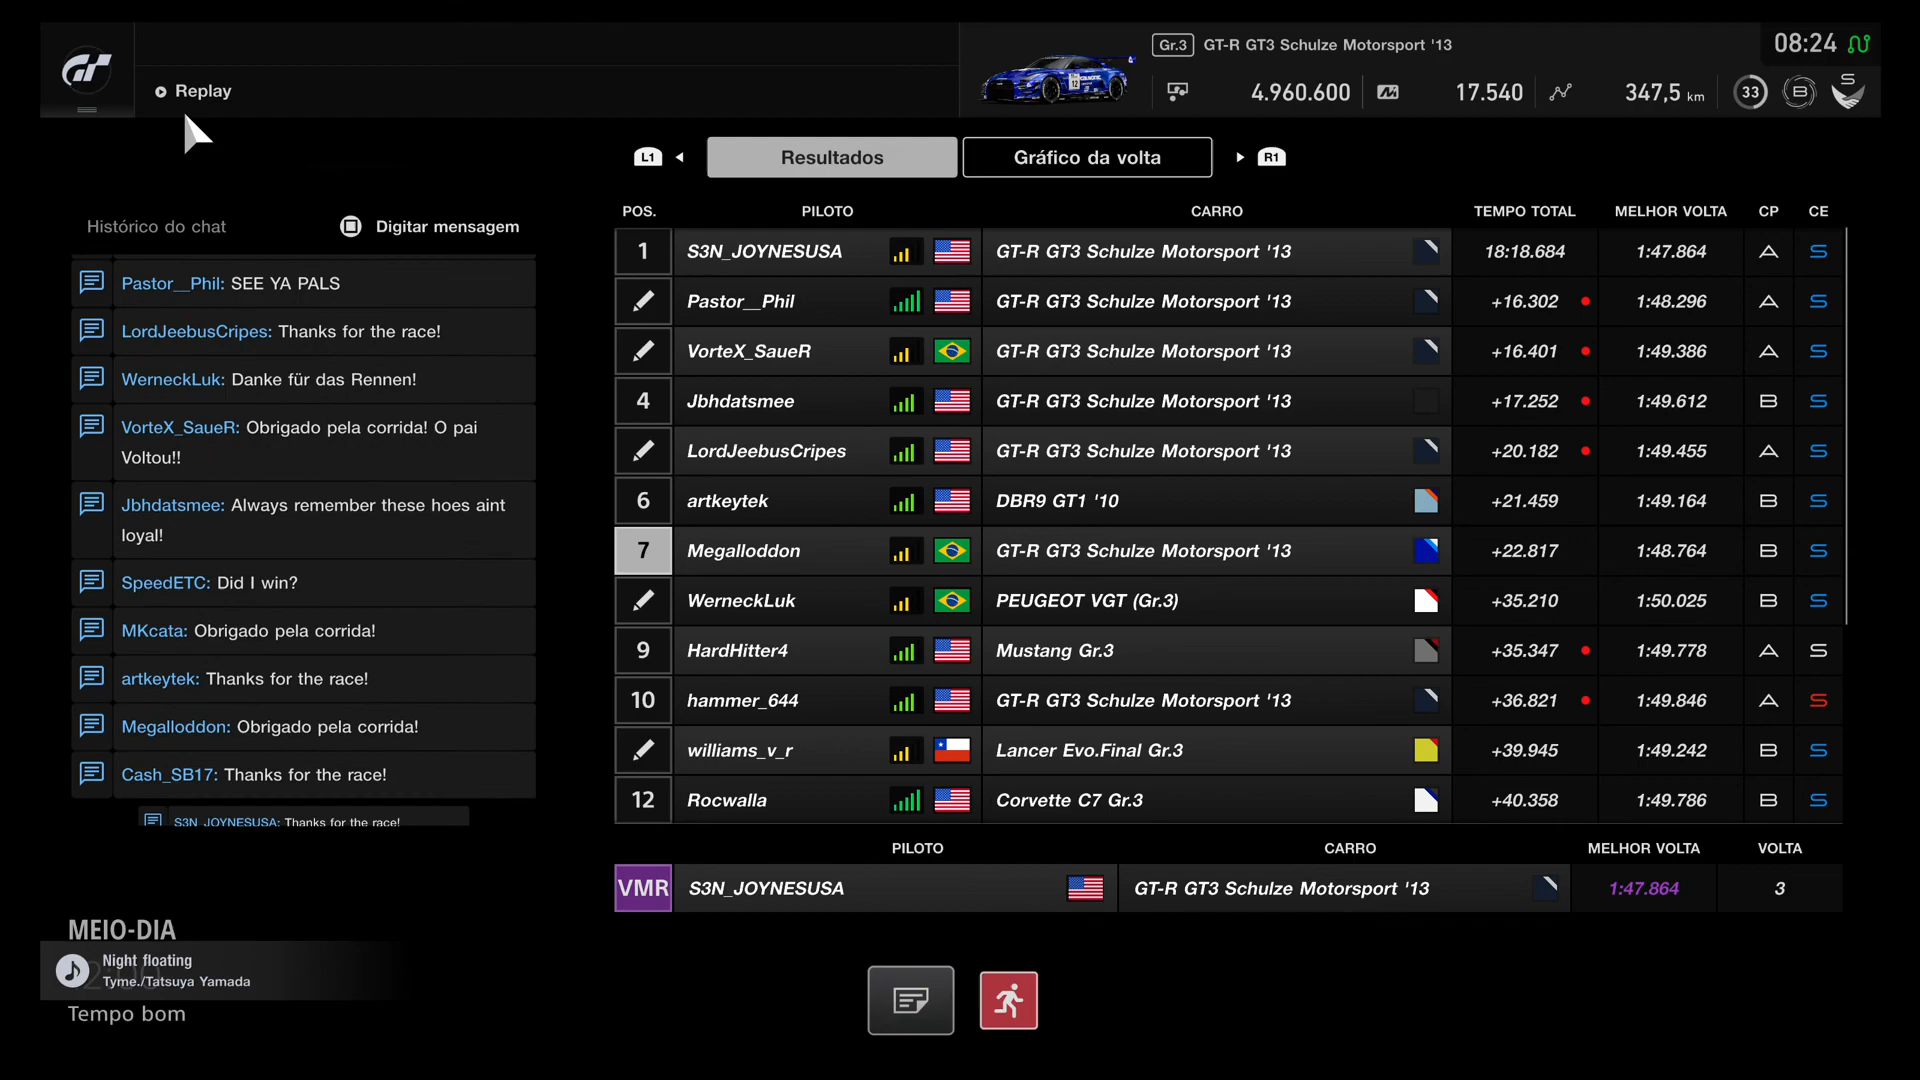 Gr.3 GT-R GT3 Schulze Motorsport '13
08:24
Replay
4.960.600 17.540 347,5 km 33 B S
L1 Resultados Gráfico da volta R1
Histórico do chat Digitar mensagem
Pastor__Phil: SEE YA PALS
LordJeebusCripes: Thanks for the race!
WerneckLuk: Danke für das Rennen!
VorteX_SaueR: Obrigado pela corrida! O pai
Voltou!!
Jbhdatsmee: Always remember these hoes aint
loyal!
SpeedETC: Did I win?
MKcata: Obrigado pela corrida!
artkeytek: Thanks for the race!
Megalloddon: Obrigado pela corrida!
Cash_SB17: Thanks for the race!
S3N_JOYNESUSA: Thanks for the race!
POS. PILOTO CARRO TEMPO TOTAL MELHOR VOLTA CP CE
1 S3N_JOYNESUSA GT-R GT3 Schulze Motorsport '13 18:18.684 1:47.864 A S
Pastor__Phil GT-R GT3 Schulze Motorsport '13 +16.302 1:48.296 A S
VorteX_SaueR GT-R GT3 Schulze Motorsport '13 +16.401 1:49.386 A S
4 Jbhdatsmee GT-R GT3 Schulze Motorsport '13 +17.252 1:49.612 B S
LordJeebusCripes GT-R GT3 Schulze Motorsport '13 +20.182 1:49.455 A S
6 artkeytek DBR9 GT1 '10 +21.459 1:49.164 B S
7 Megalloddon GT-R GT3 Schulze Motorsport '13 +22.817 1:48.764 B S
WerneckLuk PEUGEOT VGT (Gr.3) +35.210 1:50.025 B S
9 HardHitter4 Mustang Gr.3 +35.347 1:49.778 A S
10 hammer_644 GT-R GT3 Schulze Motorsport '13 +36.821 1:49.846 A S
williams_v_r Lancer Evo.Final Gr.3 +39.945 1:49.242 B S
12 Rocwalla Corvette C7 Gr.3 +40.358 1:49.786 B S
PILOTO CARRO MELHOR VOLTA VOLTA
VMR S3N_JOYNESUSA GT-R GT3 Schulze Motorsport '13 1:47.864 3
MEIO-DIA
Night floating
Tyme./Tatsuya Yamada
Tempo bom